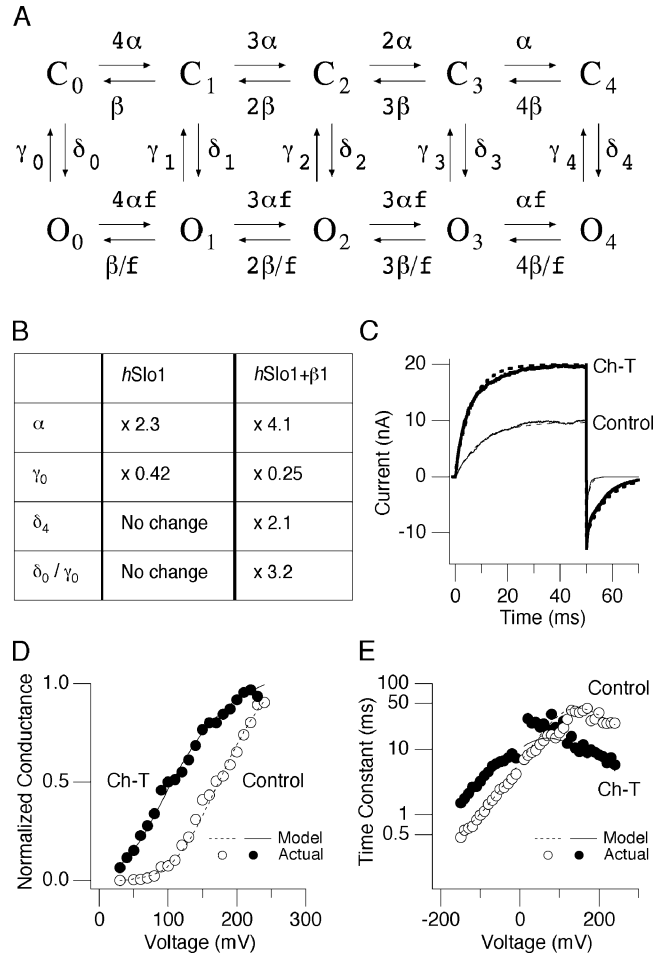 A
4α 3α 2α α
C0 C1 C2 C3 C4
β 2β 3β 4β
γ0 δ0 γ1 δ1 γ2 δ2 γ3 δ3 γ4 δ4
4αf 3αf 3αf αf
O0 O1 O2 O3 O4
β/f 2β/f 3β/f 4β/f
B
hSlo1 hSlo1+β1
α x 2.3 x 4.1
γ0 x 0.42 x 0.25
δ4 No change x 2.1
δ0 / γ0 No change x 3.2
C
20
10
0
-10
Current (nA)
Ch-T
Control
0 20 40 60
Time (ms)
D
1.0
0.5
0.0
Normalized Conductance
Ch-T
Control
Model
Actual
0 100 200
Voltage (mV)
E
100
50
10
1
0.5
Time Constant (ms)
Control
Ch-T
Model
Actual
-200 0 200
Voltage (mV)